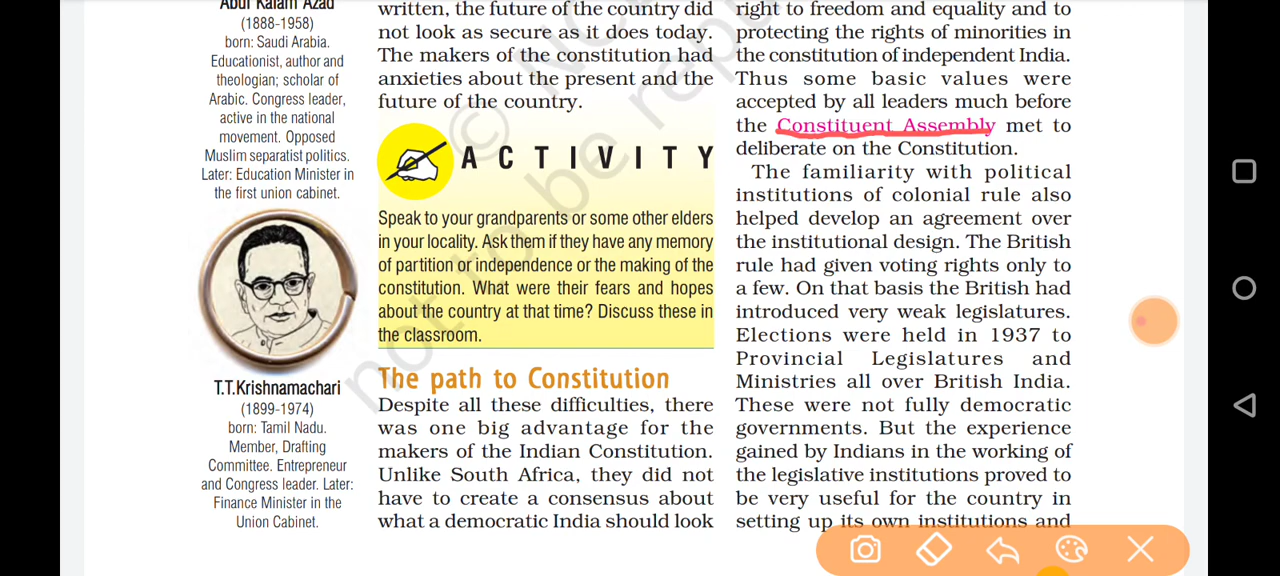 Abul Kalam Azad
(1888-1958)
born: Saudi Arabia.
Educationist, author and
theologian; scholar of
Arabic. Congress leader,
active in the national
movement. Opposed
Muslim separatist politics.
Later: Education Minister in
the first union cabinet.
T.T.Krishnamachari
(1899-1974)
born: Tamil Nadu.
Member, Drafting
Committee. Entrepreneur
and Congress leader. Later:
Finance Minister in the
Union Cabinet.
written, the future of the country did
not look as secure as it does today.
The makers of the constitution had
anxieties about the present and the
future of the country.
ACTIVITY
Speak to your grandparents or some other elders
in your locality. Ask them if they have any memory
of partition or independence or the making of the
constitution. What were their fears and hopes
about the country at that time? Discuss these in
the classroom.
The path to Constitution
Despite all these difficulties, there
was one big advantage for the
makers of the Indian Constitution.
Unlike South Africa, they did not
have to create a consensus about
what a democratic India should look
right to freedom and equality and to
protecting the rights of minorities in
the constitution of independent India.
Thus some basic values were
accepted by all leaders much before
the Constituent Assembly met to
deliberate on the Constitution.
The familiarity with political
institutions of colonial rule also
helped develop an agreement over
the institutional design. The British
rule had given voting rights only to
a few. On that basis the British had
introduced very weak legislatures.
Elections were held in 1937 to
Provincial Legislatures and
Ministries all over British India.
These were not fully democratic
governments. But the experience
gained by Indians in the working of
the legislative institutions proved to
be very useful for the country in
setting up its own institutions and
© NC
not to be repu